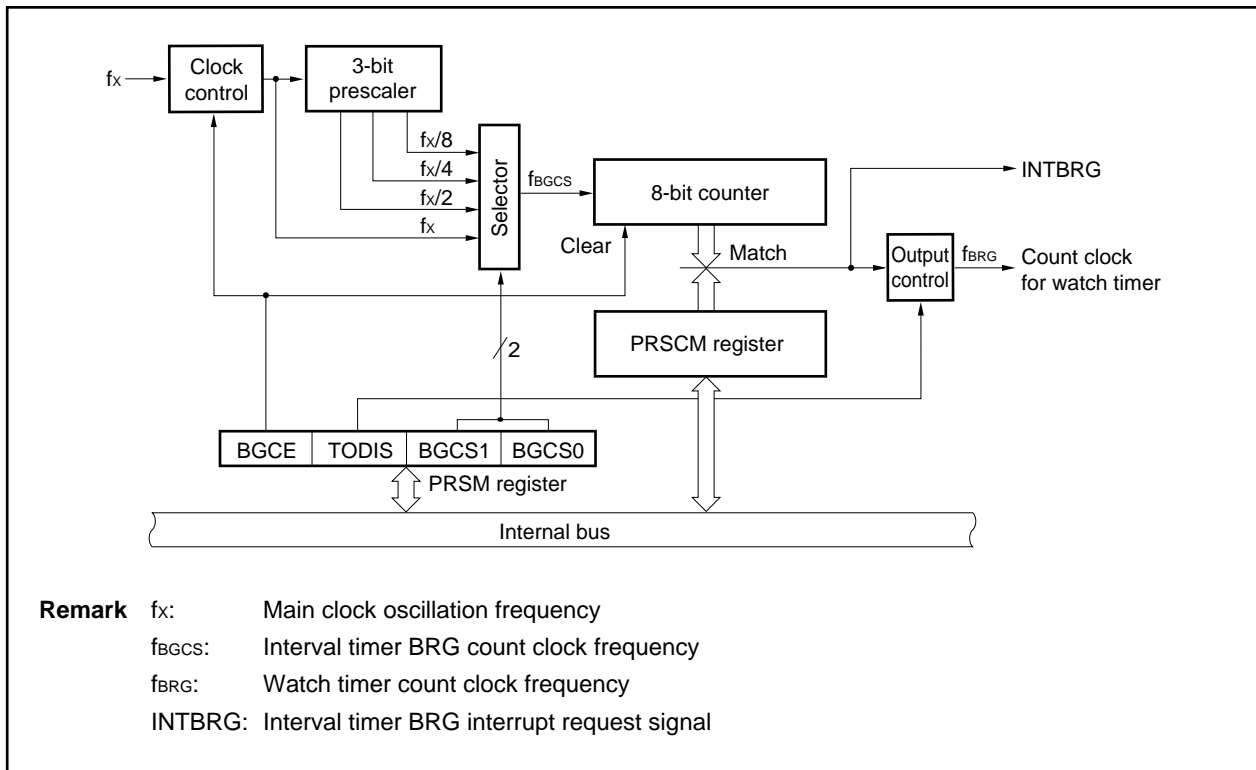 fX
Clock
control
3-bit
prescaler
fX/8
fX/4
fX/2
fX
Selector
fBGCS
8-bit counter
Clear
Match
INTBRG
Output
control
fBRG
Count clock
for watch timer
PRSCM register
2
BGCE TODIS BGCS1 BGCS0
PRSM register
Internal bus
Remark fX: Main clock oscillation frequency
fBGCS: Interval timer BRG count clock frequency
fBRG: Watch timer count clock frequency
INTBRG: Interval timer BRG interrupt request signal